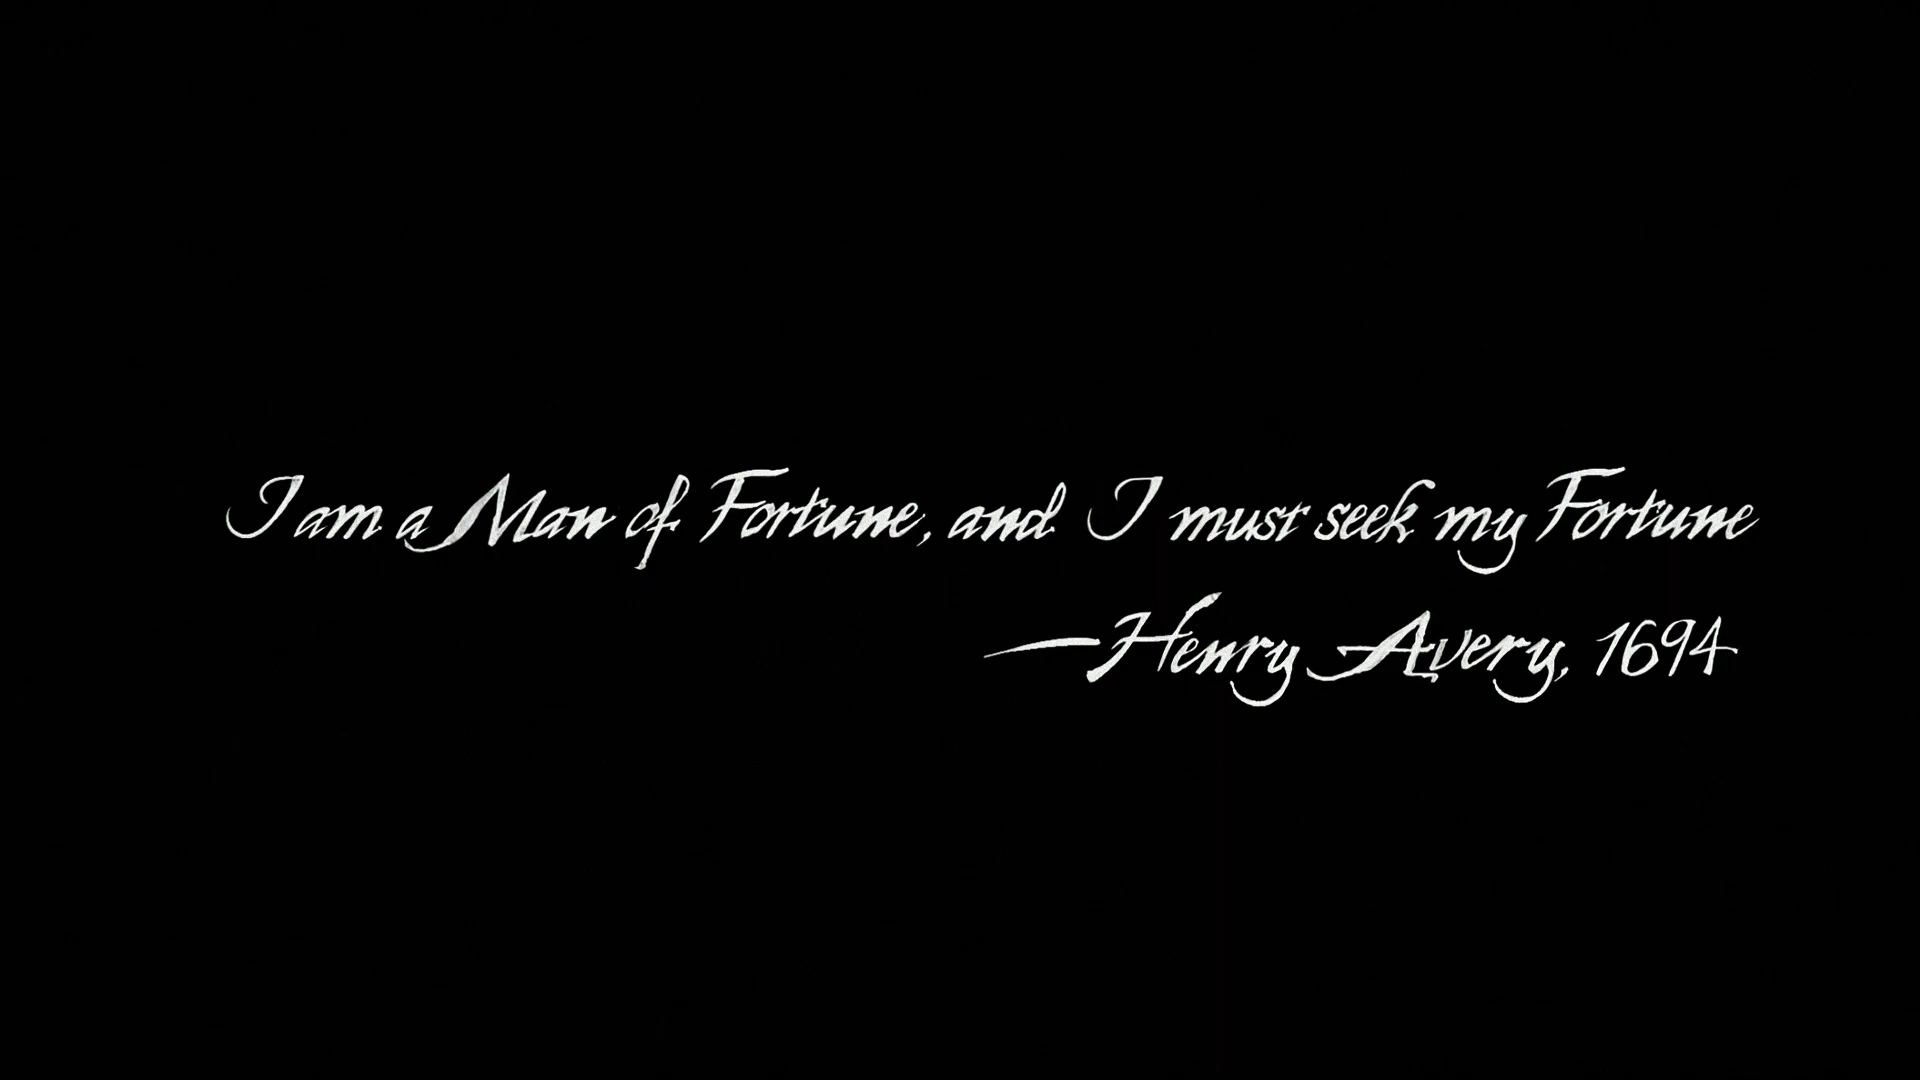 I am a Man of Fortune, and I must seek my Fortune
—Henry Avery, 1694